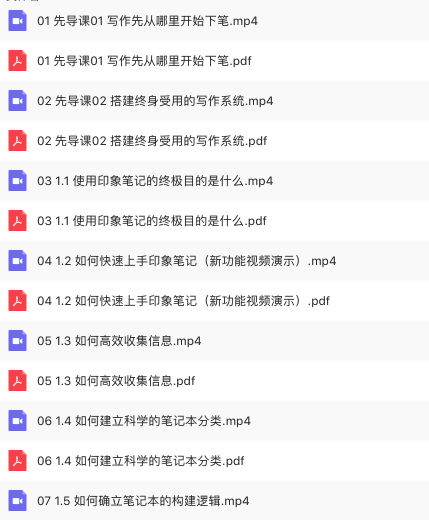 01 先导课01 写作先从哪里开始下笔.mp4
01 先导课01 写作先从哪里开始下笔.pdf
02 先导课02 搭建终身受用的写作系统.mp4
02 先导课02 搭建终身受用的写作系统.pdf
03 1.1 使用印象笔记的终极目的是什么.mp4
03 1.1 使用印象笔记的终极目的是什么.pdf
04 1.2 如何快速上手印象笔记（新功能视频演示）.mp4
04 1.2 如何快速上手印象笔记（新功能视频演示）.pdf
05 1.3 如何高效收集信息.mp4
05 1.3 如何高效收集信息.pdf
06 1.4 如何建立科学的笔记本分类.mp4
06 1.4 如何建立科学的笔记本分类.pdf
07 1.5 如何确立笔记本的构建逻辑.mp4